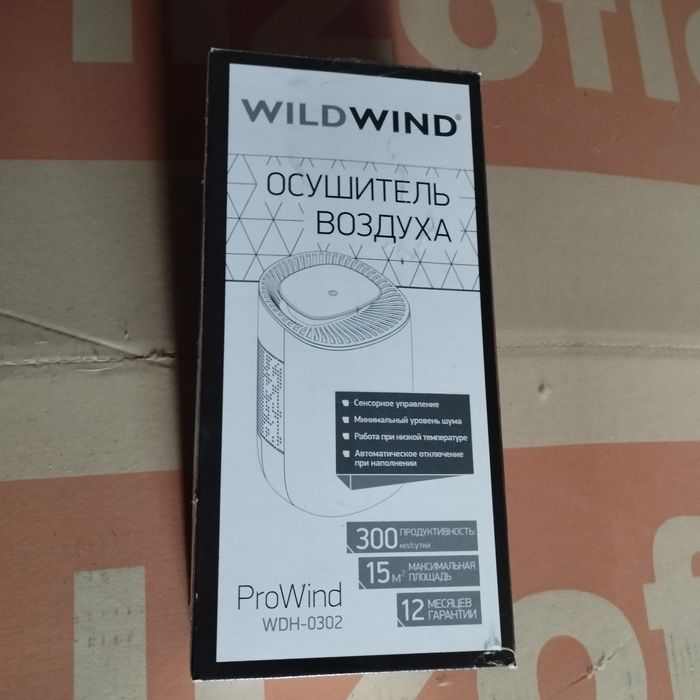 WILDWIND®
ОСУШИТЕЛЬ
ВОЗДУХА
Сенсорное управление
Минимальный уровень шума
Работа при низкой температуре
Автоматическое отключение
при наполнении
300 ПРОДУКТИВНОСТЬ:
мл/сутки
15 м² МАКСИМАЛЬНАЯ
ПЛОЩАДЬ
12 МЕСЯЦЕВ
ГАРАНТИИ
ProWind
WDH-0302